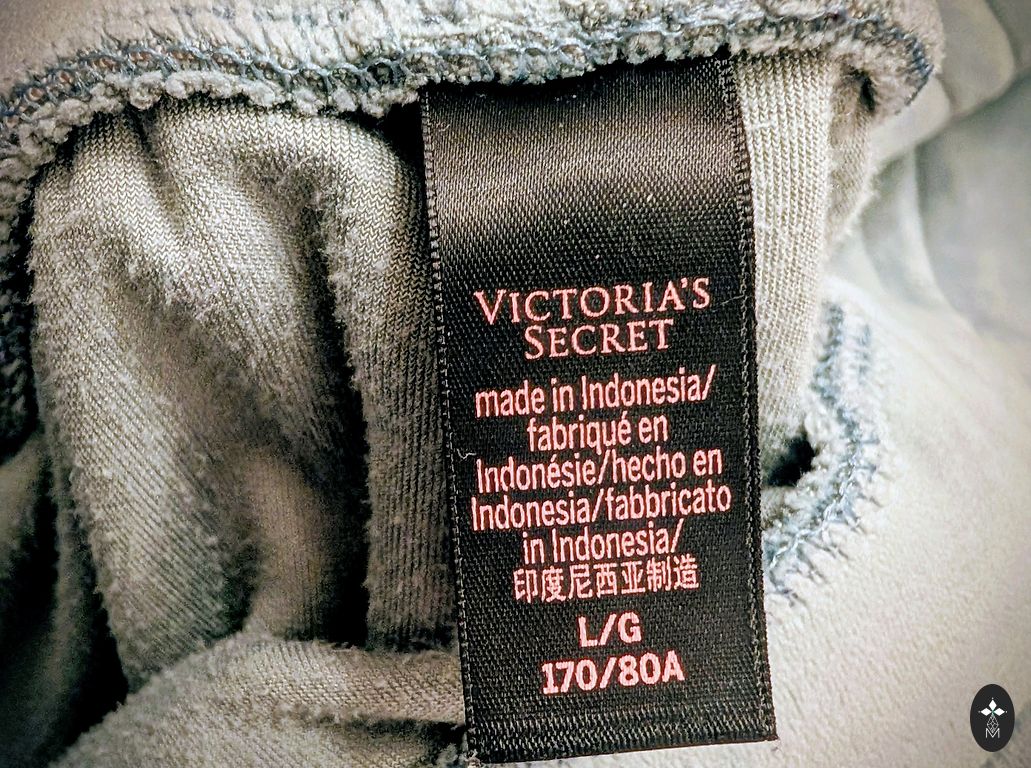 VICTORIA'S
SECRET
made in Indonesia/
fabriqué en
Indonésie/hecho en
Indonesia/fabbricato
in Indonesia/
印度尼西亚制造
L/G
170/80A
M